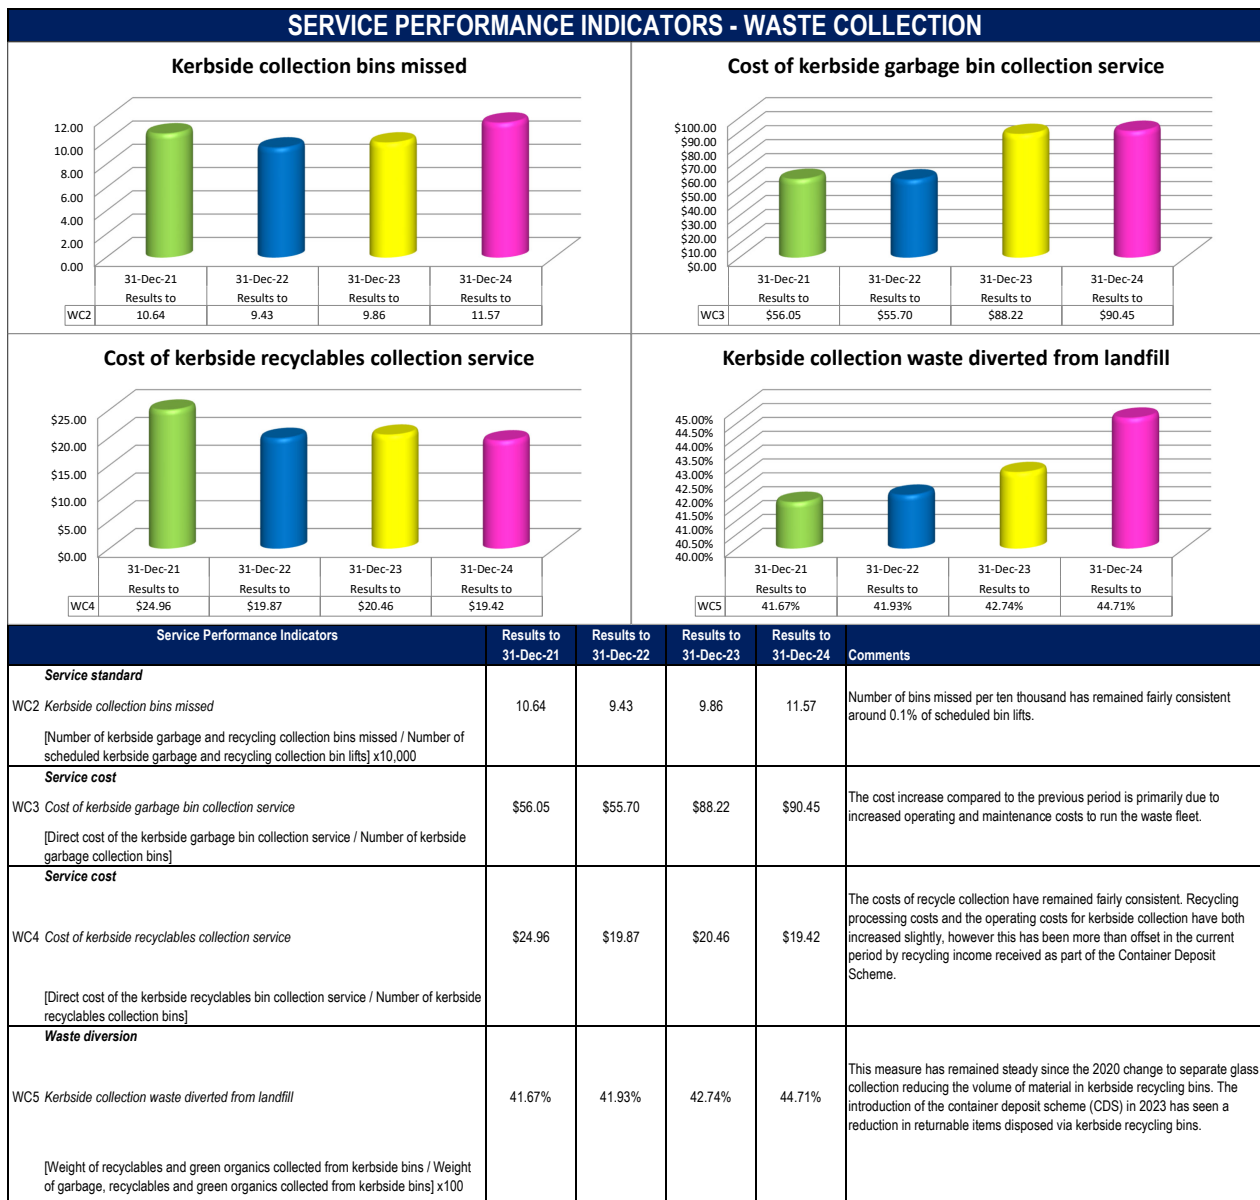 SERVICE PERFORMANCE INDICATORS - WASTE COLLECTION
Kerbside collection bins missed
12.00
10.00
8.00
6.00
4.00
2.00
0.00
31-Dec-21 31-Dec-22 31-Dec-23 31-Dec-24
Results to Results to Results to Results to
WC2 10.64 9.43 9.86 11.57
Cost of kerbside garbage bin collection service
$100.00
$90.00
$80.00
$70.00
$60.00
$50.00
$40.00
$30.00
$20.00
$10.00
$0.00
31-Dec-21 31-Dec-22 31-Dec-23 31-Dec-24
Results to Results to Results to Results to
WC3 $56.05 $55.70 $88.22 $90.45
Cost of kerbside recyclables collection service
$25.00
$20.00
$15.00
$10.00
$5.00
$0.00
31-Dec-21 31-Dec-22 31-Dec-23 31-Dec-24
Results to Results to Results to Results to
WC4 $24.96 $19.87 $20.46 $19.42
Kerbside collection waste diverted from landfill
45.00%
44.50%
44.00%
43.50%
43.00%
42.50%
42.00%
41.50%
41.00%
40.50%
40.00%
31-Dec-21 31-Dec-22 31-Dec-23 31-Dec-24
Results to Results to Results to Results to
WC5 41.67% 41.93% 42.74% 44.71%
Service Performance Indicators Results to Results to Results to Results to
31-Dec-21 31-Dec-22 31-Dec-23 31-Dec-24 Comments
Service standard
WC2 Kerbside collection bins missed 10.64 9.43 9.86 11.57
Number of bins missed per ten thousand has remained fairly consistent
around 0.1% of scheduled bin lifts.
[Number of kerbside garbage and recycling collection bins missed / Number of
scheduled kerbside garbage and recycling collection bin lifts] x10,000
Service cost
WC3 Cost of kerbside garbage bin collection service $56.05 $55.70 $88.22 $90.45
The cost increase compared to the previous period is primarily due to
increased operating and maintenance costs to run the waste fleet.
[Direct cost of the kerbside garbage bin collection service / Number of kerbside
garbage collection bins]
Service cost
WC4 Cost of kerbside recyclables collection service $24.96 $19.87 $20.46 $19.42
The costs of recycle collection have remained fairly consistent. Recycling
processing costs and the operating costs for kerbside collection have both
increased slightly, however this has been more than offset in the current
period by recycling income received as part of the Container Deposit
Scheme.
[Direct cost of the kerbside recyclables bin collection service / Number of kerbside
recyclables collection bins]
Waste diversion
WC5 Kerbside collection waste diverted from landfill 41.67% 41.93% 42.74% 44.71%
This measure has remained steady since the 2020 change to separate glass
collection reducing the volume of material in kerbside recycling bins. The
introduction of the container deposit scheme (CDS) in 2023 has seen a
reduction in returnable items disposed via kerbside recycling bins.
[Weight of recyclables and green organics collected from kerbside bins / Weight
of garbage, recyclables and green organics collected from kerbside bins] x100